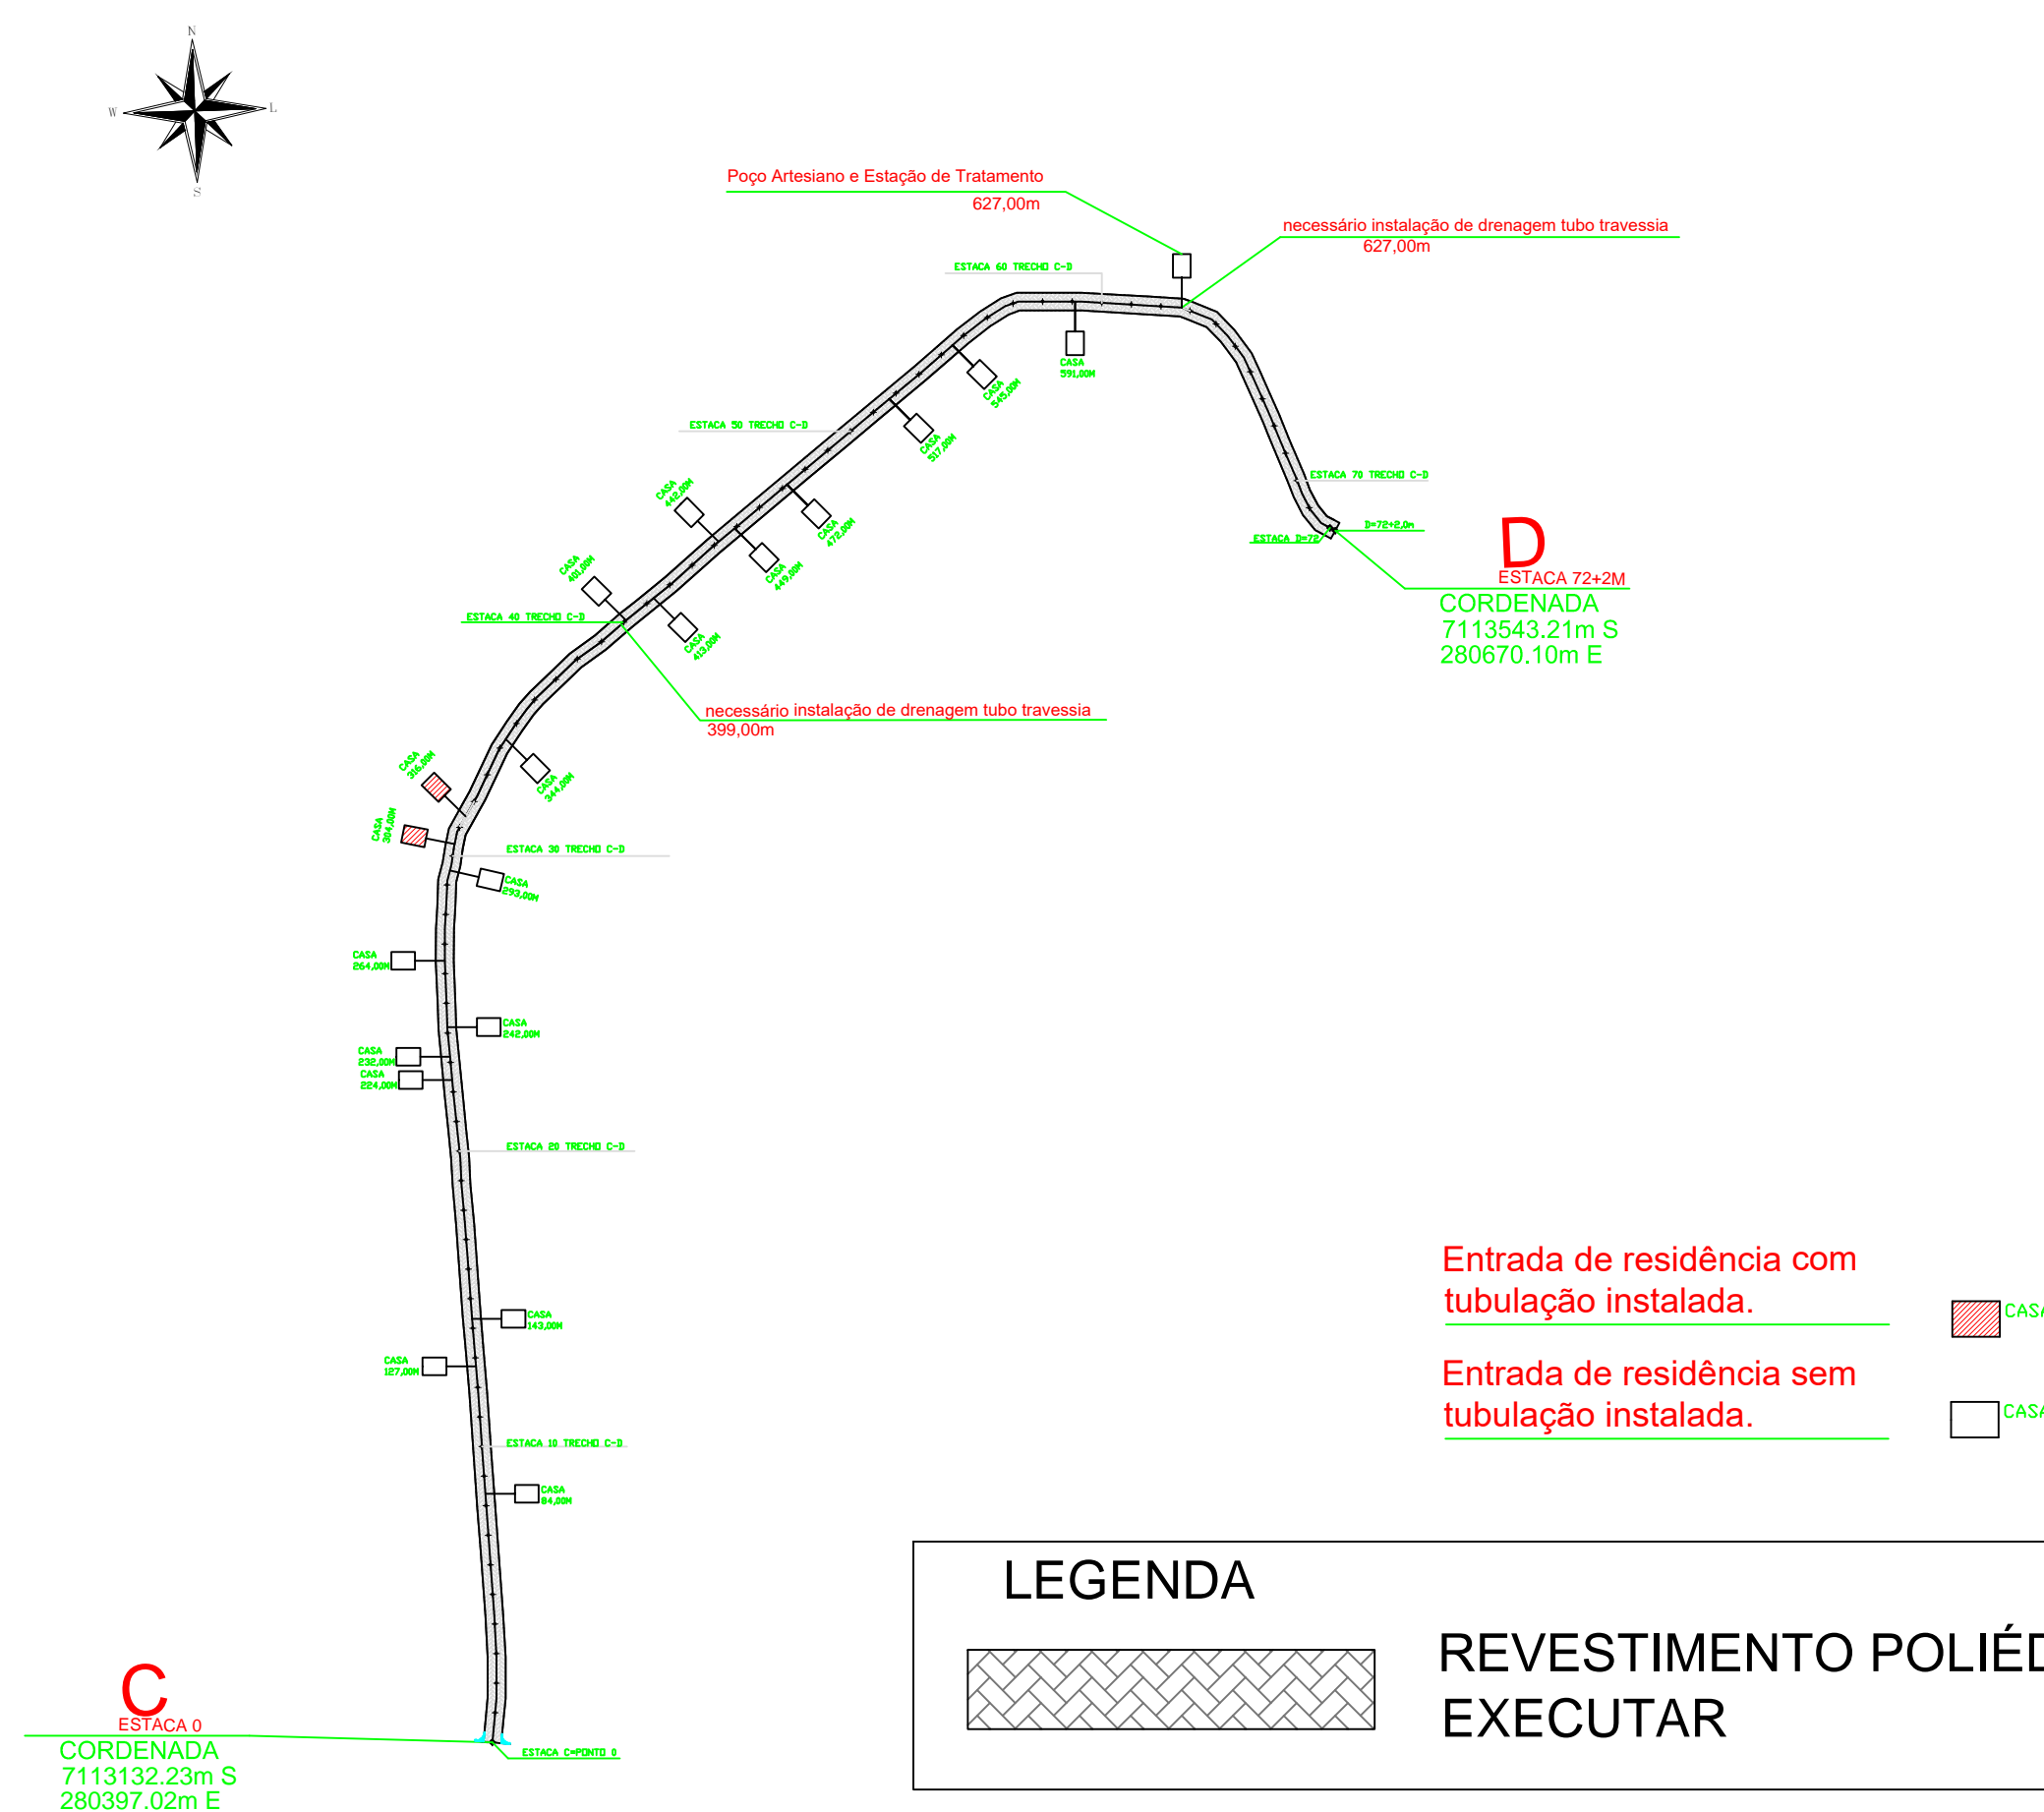 N
W
L
S
Poço Artesiano e Estação de Tratamento
627,00m
necessário instalação de drenagem tubo travessia
627,00m
ESTACA 60 TRECHO C-D
CASA
591,00M
CASA
545,00M
ESTACA 50 TRECHO C-D
CASA
517,00M
ESTACA 70 TRECHO C-D
CASA
442,00M
CASA
472,00M
D=72+2,0m
ESTACA D=72
D
ESTACA 72+2M
CORDENADA
7113543.21m S
280670.10m E
CASA
449,00M
CASA
401,00M
ESTACA 40 TRECHO C-D
CASA
413,00M
necessário instalação de drenagem tubo travessia
399,00m
CASA
316,00M
CASA
344,00M
CASA
304,00M
ESTACA 30 TRECHO C-D
CASA
293,00M
CASA
264,00M
CASA
242,00M
CASA
232,00M
CASA
224,00M
ESTACA 20 TRECHO C-D
Entrada de residência com
tubulação instalada.
CASA
CASA
143,00M
CASA
127,00M
Entrada de residência sem
tubulação instalada.
CASA
ESTACA 10 TRECHO C-D
CASA
84,00M
LEGENDA
REVESTIMENTO POLIÉD
EXECUTAR
C
ESTACA 0
CORDENADA
7113132.23m S
280397.02m E
ESTACA C=PONTO 0